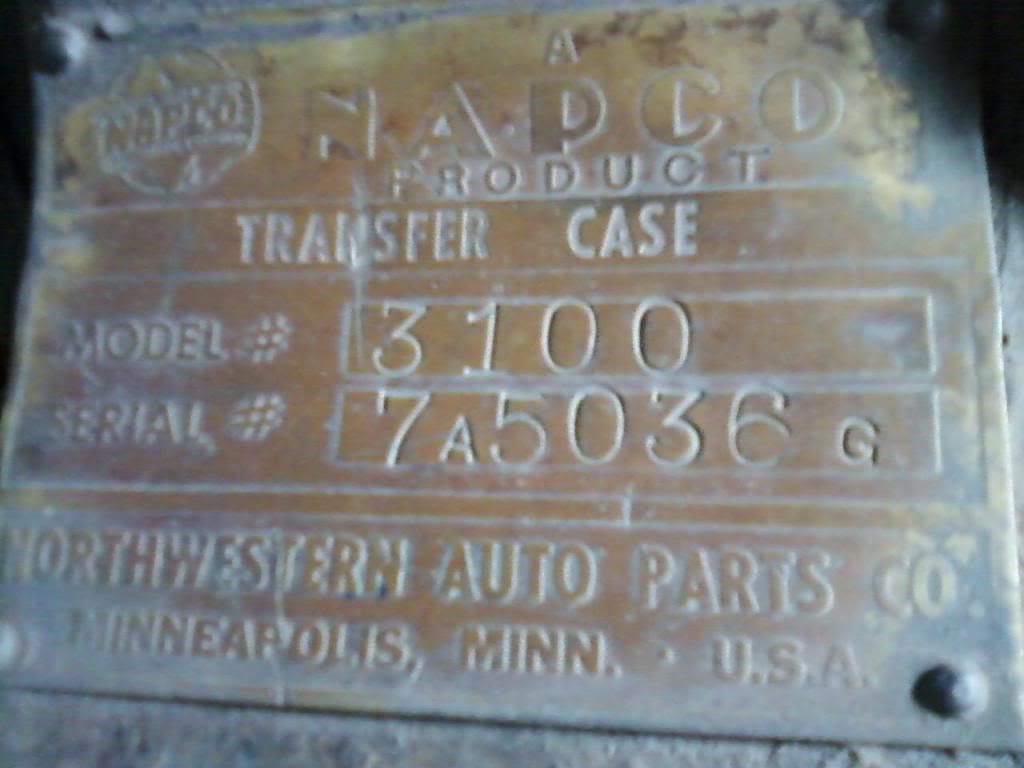 A
NAPCO
NAPCO
PRODUCT
TRANSFER CASE
MODEL # 3100
SERIAL # 7A5036 G
NORTHWESTERN AUTO PARTS CO
MINNEAPOLIS, MINN. · U.S.A.